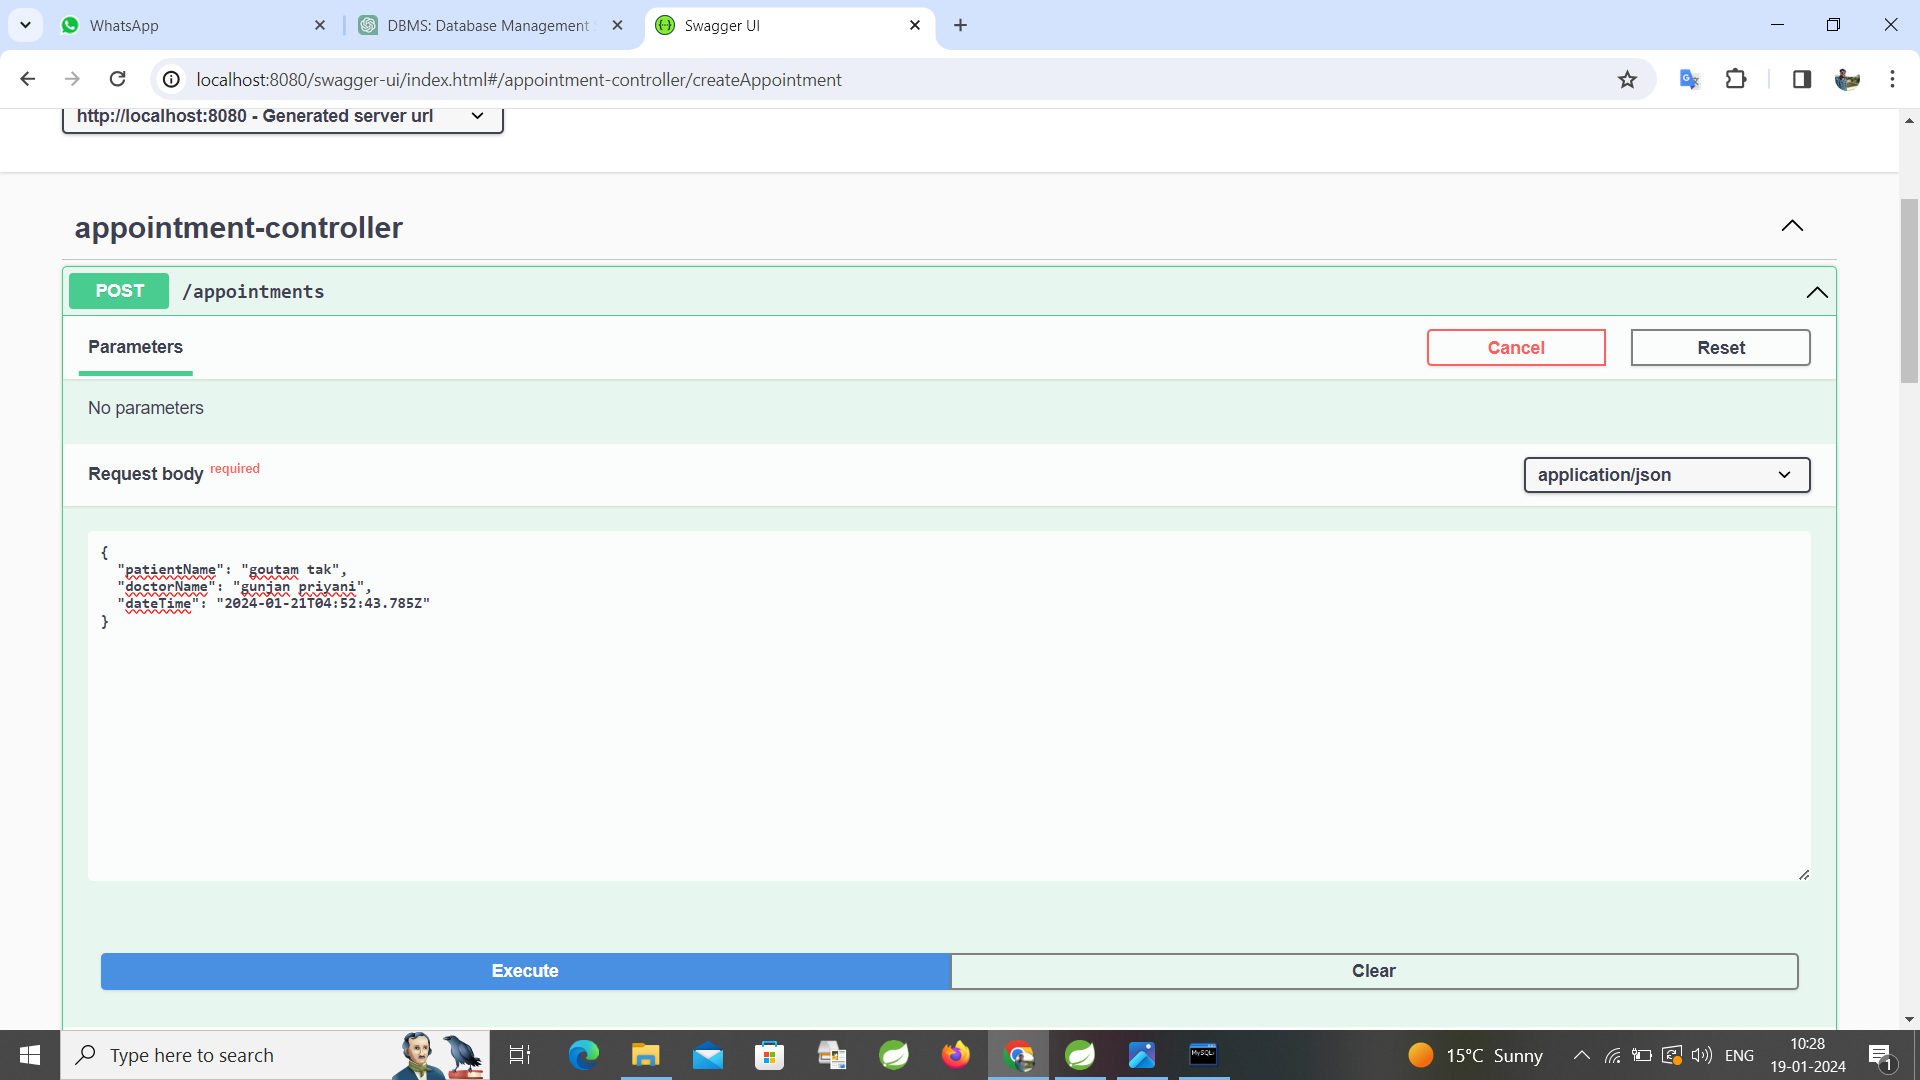 WhatsApp
DBMS: Database Management
Swagger UI
localhost:8080/swagger-ui/index.html#/appointment-controller/createAppointment
http://localhost:8080 - Generated server url
appointment-controller
POST /appointments
Parameters
Cancel
Reset
No parameters
Request body required
application/json
{
"patientName": "goutam tak",
"doctorName": "gunjan priyani",
"dateTime": "2024-01-21T04:52:43.785Z"
}
Execute
Clear
Type here to search
15°C Sunny
ENG
10:28
19-01-2024
1